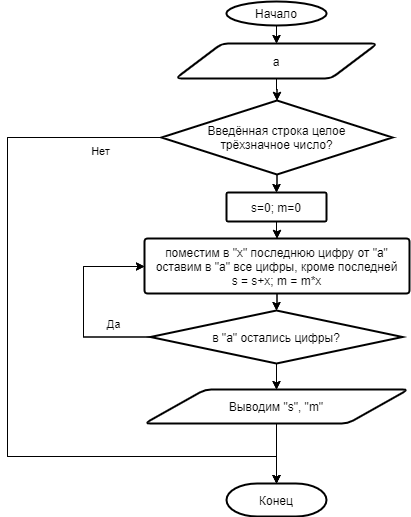 Начало
a
Введённая строка целое
трёхзначное число?
Нет
s=0; m=0
поместим в "x" последнюю цифру от "a"
оставим в "a" все цифры, кроме последней
s = s+x; m = m*x
Да
в "a" остались цифры?
Выводим "s", "m"
Конец